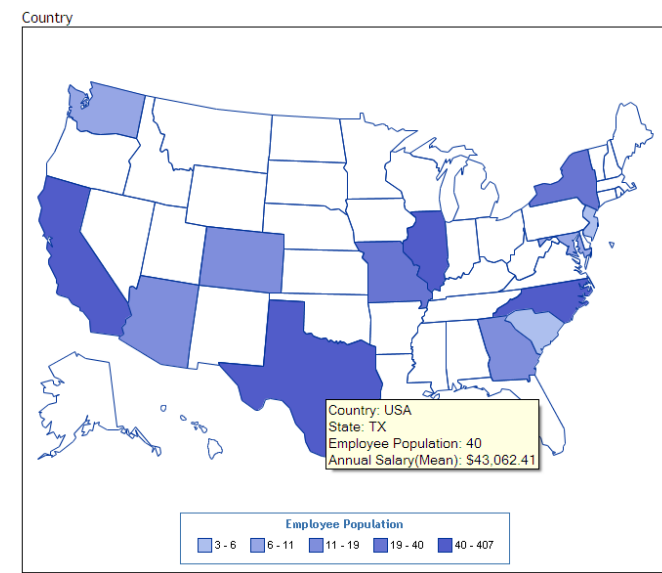 Country
Country: USA
State: TX
Employee Population: 40
Annual Salary(Mean): $43,062.41
Employee Population
3 - 6 6 - 11 11 - 19 19 - 40 40 - 407